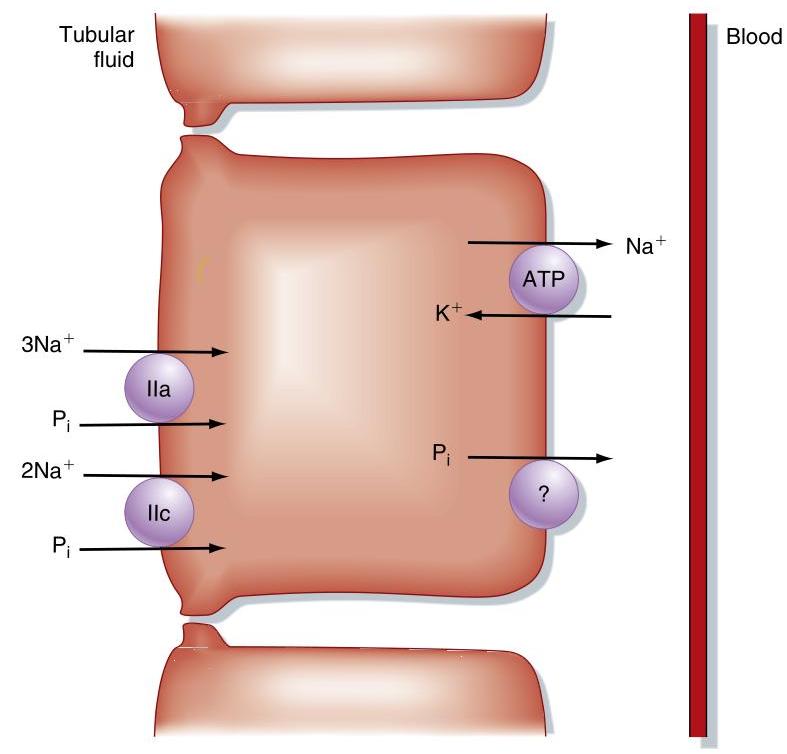 Tubular
fluid
Blood
Na⁺
ATP
K⁺
3Na⁺
IIa
Pᵢ
2Na⁺
Pᵢ
IIc
?
Pᵢ